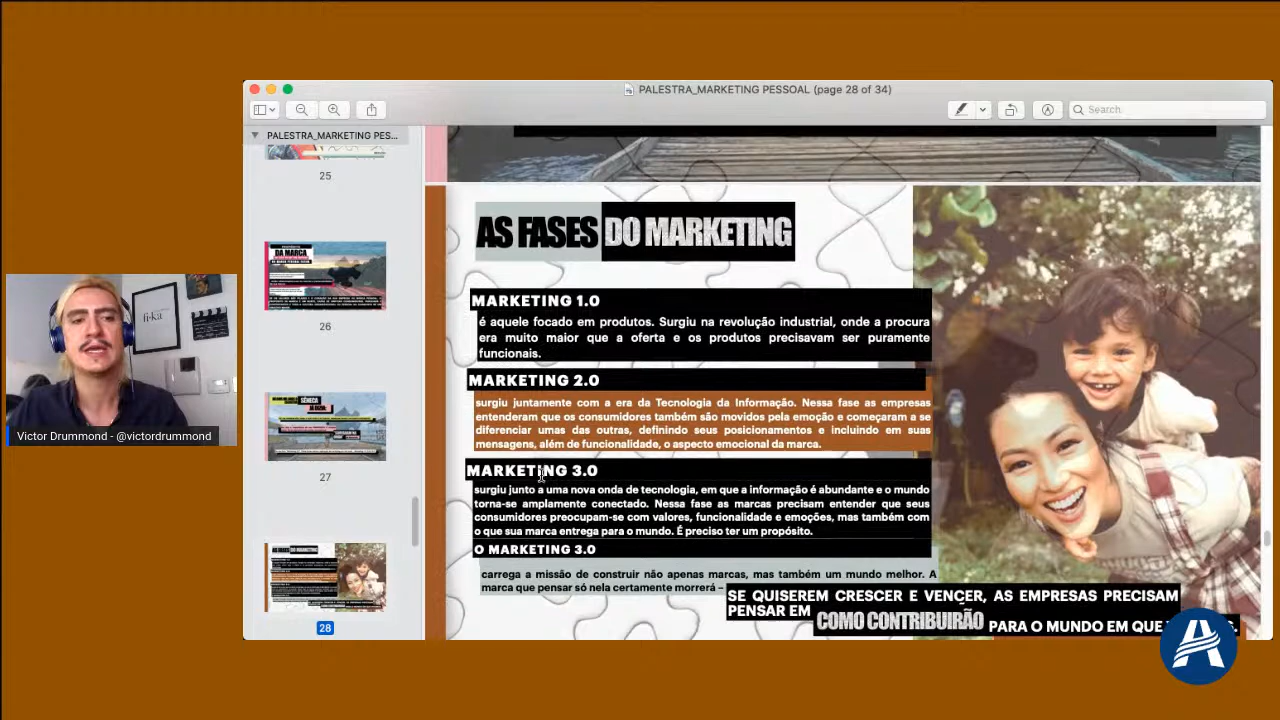 PALESTRA_MARKETING PESSOAL (page 28 of 34)
Search
PALESTRA_MARKETING PES...
25
26
27
28
DA MARCA
SÊNECA
AS FASES DO MARKETING
fika
Victor Drummond - @victordrummond
AS FASES DO MARKETING
MARKETING 1.0
é aquele focado em produtos. Surgiu na revolução industrial, onde a procura
era muito maior que a oferta e os produtos precisavam ser puramente
funcionais.
MARKETING 2.0
surgiu juntamente com a era da Tecnologia da Informação. Nessa fase as empresas
entenderam que os consumidores também são movidos pela emoção e começaram a se
diferenciar umas das outras, definindo seus posicionamentos e incluindo em suas
mensagens, além de funcionalidade, o aspecto emocional da marca.
MARKETING 3.0
surgiu junto a uma nova onda de tecnologia, em que a informação é abundante e o mundo
torna-se amplamente conectado. Nessa fase as marcas precisam entender que seus
consumidores preocupam-se com valores, funcionalidade e emoções, mas também com
o que sua marca entrega para o mundo. É preciso ter um propósito.
O MARKETING 3.0
carrega a missão de construir não apenas marcas, mas também um mundo melhor. A
marca que pensar só nela certamente morrerá –
SE QUISEREM CRESCER E VENCER, AS EMPRESAS PRECISAM
PENSAR EM
COMO CONTRIBUIRÃO PARA O MUNDO EM QUE